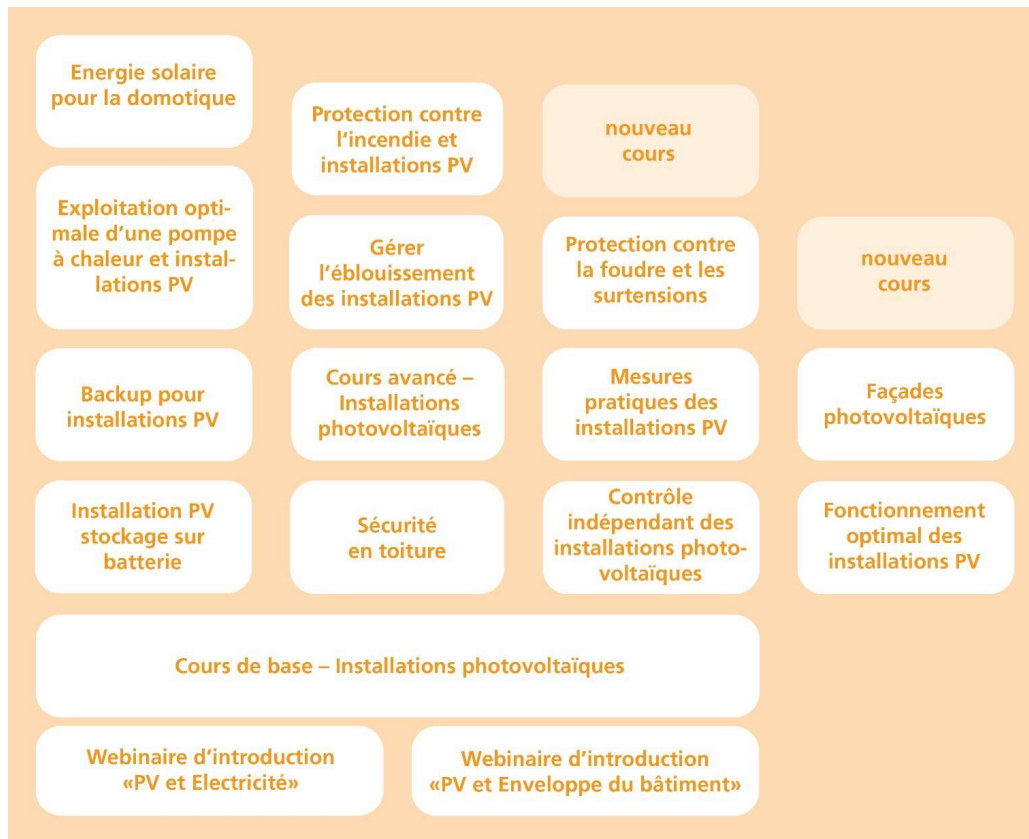 Energie solaire
pour la domotique
Protection contre
l'incendie et
installations PV
nouveau
cours
Exploitation opti-
male d'une pompe
à chaleur et instal-
lations PV
Gérer
l'éblouissement
des installations PV
Protection contre
la foudre et les
surtensions
nouveau
cours
Backup pour
installations PV
Cours avancé –
Installations
photovoltaïques
Mesures
pratiques des
installations PV
Façades
photovoltaïques
Installation PV
stockage sur
batterie
Sécurité
en toiture
Contrôle
indépendant des
installations photo-
voltaïques
Fonctionnement
optimal des
installations PV
Cours de base – Installations photovoltaïques
Webinaire d'introduction
«PV et Electricité»
Webinaire d'introduction
«PV et Enveloppe du bâtiment»